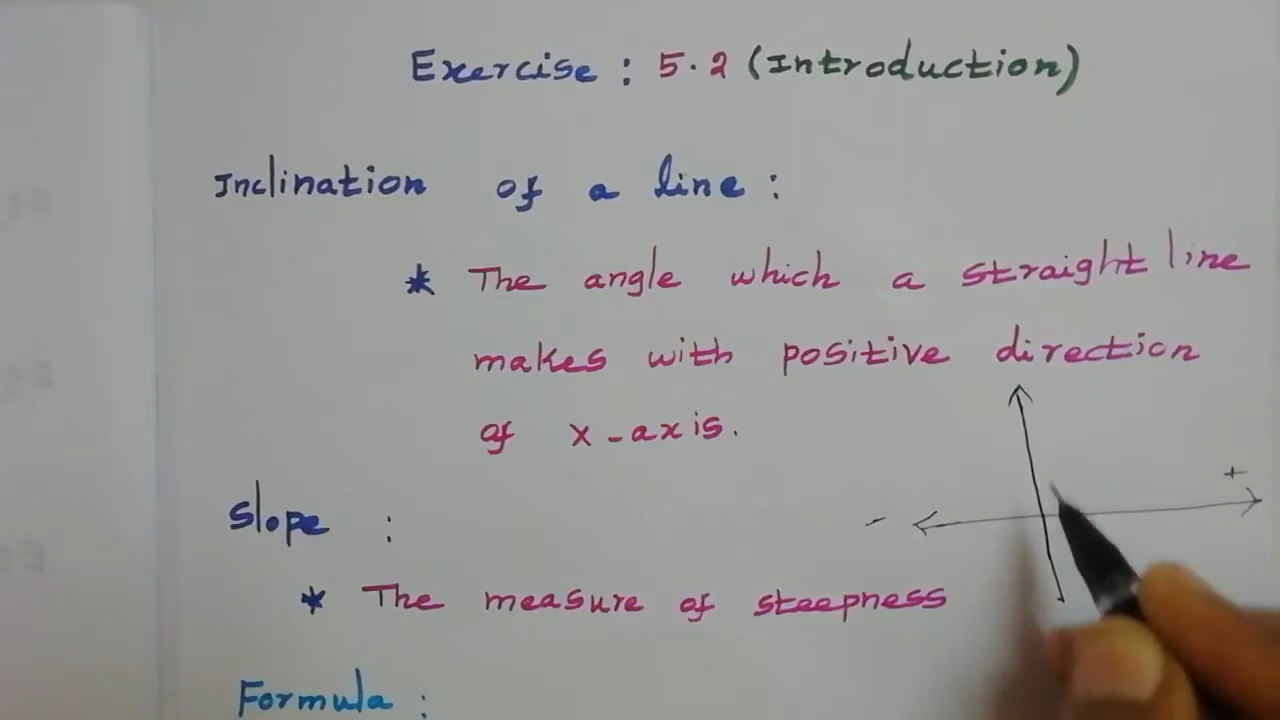 Exercise : 5.2 (Introduction)
Inclination of a line :
* The angle which a straight line
makes with positive direction
of x-axis.
+
-
Slope :
* The measure of steepness
Formula :